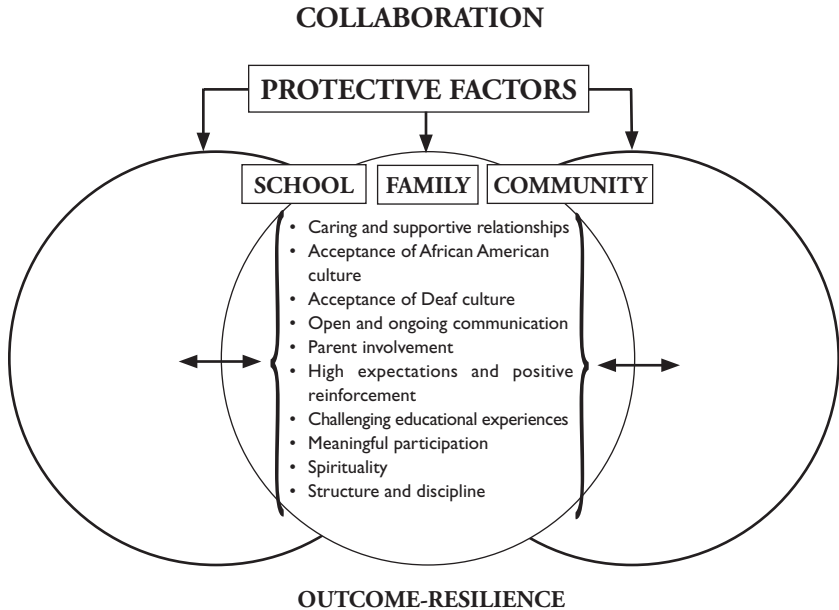 COLLABORATION
PROTECTIVE FACTORS
SCHOOL
FAMILY
COMMUNITY
• Caring and supportive relationships
• Acceptance of African American
culture
• Acceptance of Deaf culture
• Open and ongoing communication
• Parent involvement
• High expectations and positive
reinforcement
• Challenging educational experiences
• Meaningful participation
• Spirituality
• Structure and discipline
OUTCOME-RESILIENCE